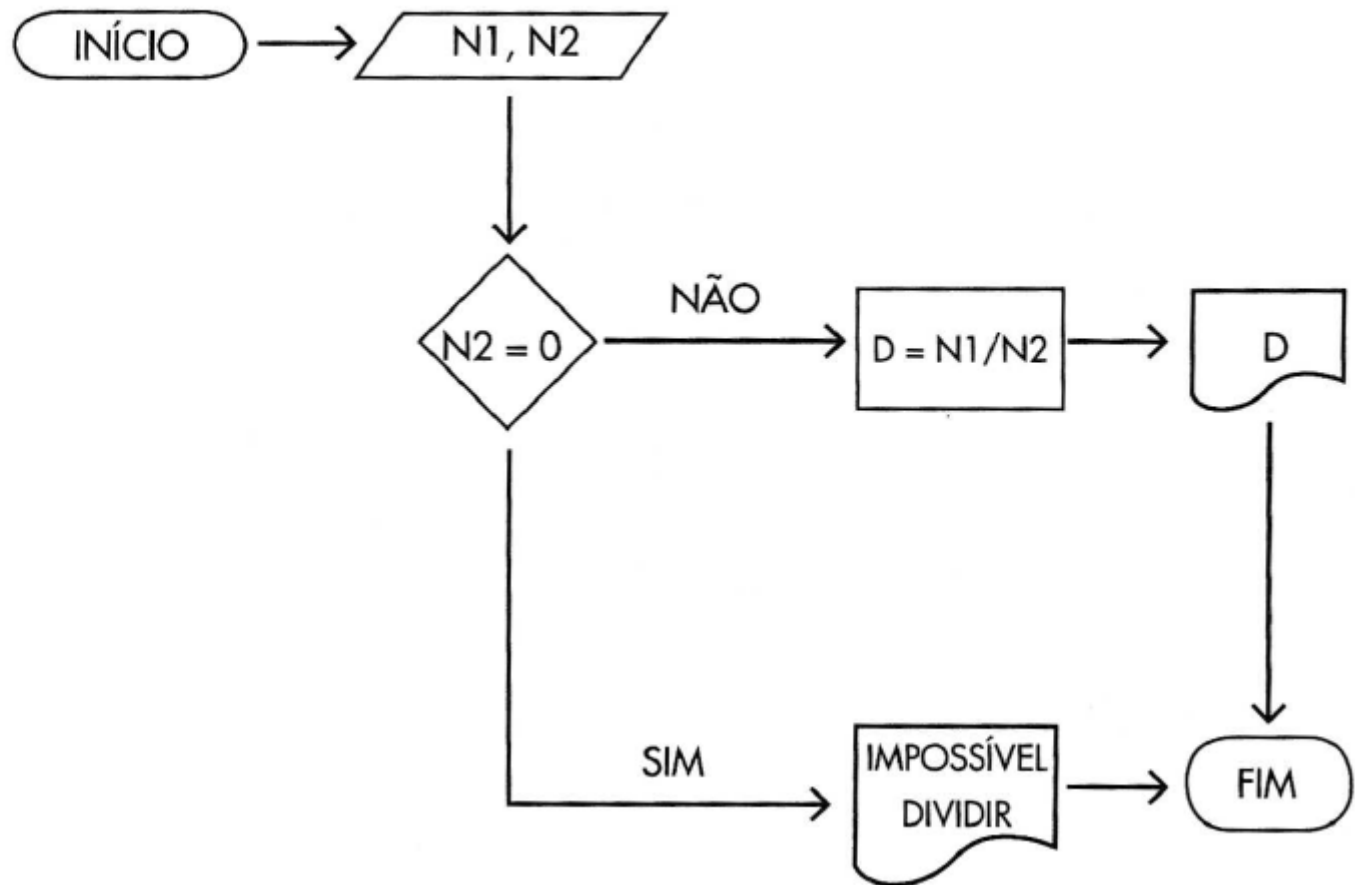 INÍCIO
N1, N2
N2 = 0
NÃO
D = N1/N2
D
SIM
IMPOSSÍVEL
DIVIDIR
FIM